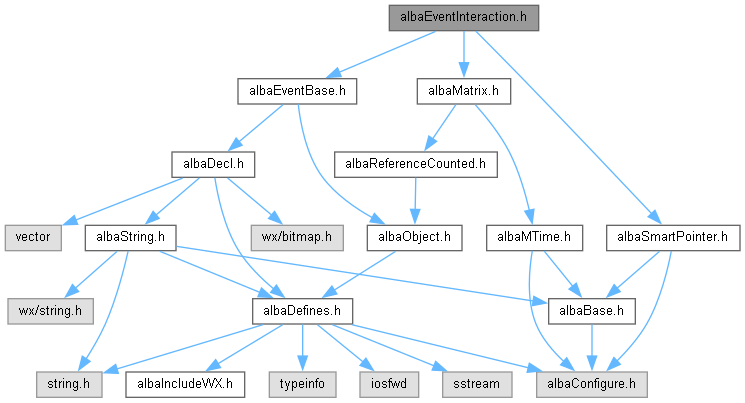 albaEventInteraction.h
albaEventBase.h
albaMatrix.h
albaDecl.h
albaReferenceCounted.h
vector
albaString.h
wx/bitmap.h
albaObject.h
albaMTime.h
albaSmartPointer.h
wx/string.h
albaDefines.h
albaBase.h
string.h
albaIncludeWX.h
typeinfo
iosfwd
sstream
albaConfigure.h